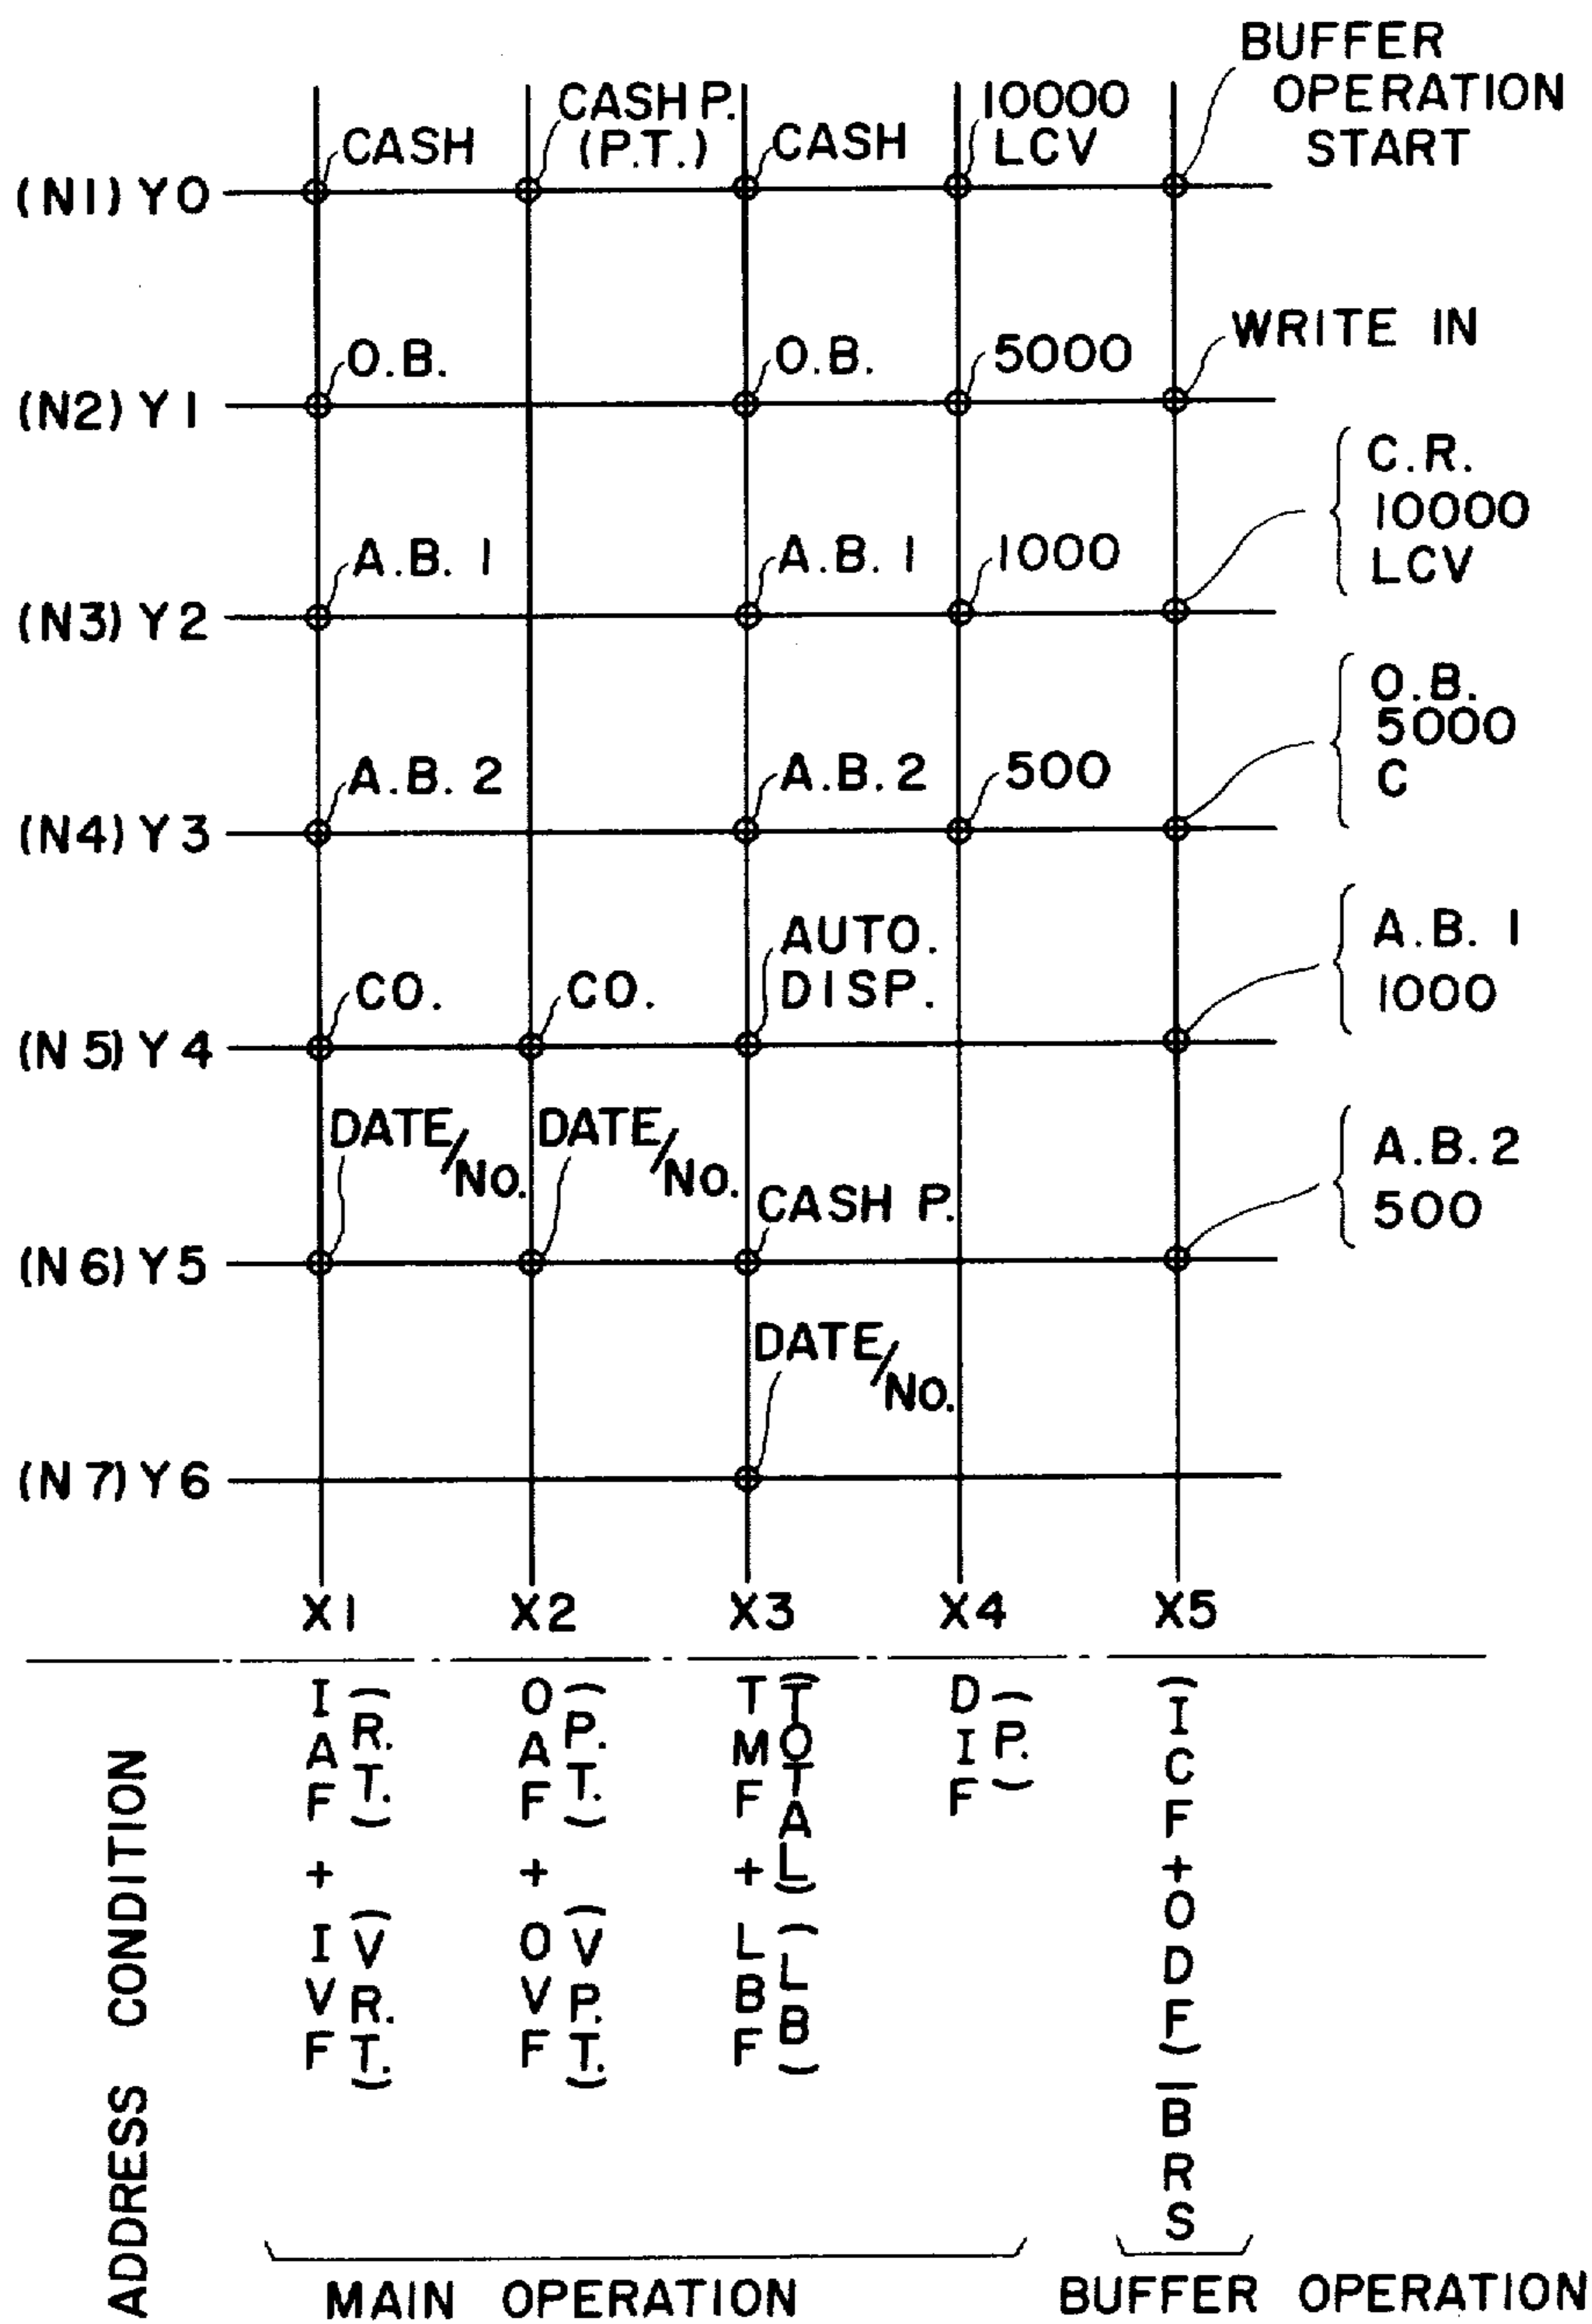 BUFFER
OPERATION
START
CASH
CASH P.
(P.T.)
CASH
10000
LCV
(N1) Y0
O.B.
O.B.
5000
WRITE IN
(N2) Y1
C.R.
10000
LCV
A.B. 1
A.B. 1
1000
(N3) Y2
O.B.
5000
C
A.B. 2
A.B. 2
500
(N4) Y3
A.B. 1
1000
CO.
CO.
AUTO.
DISP.
(N5) Y4
A.B. 2
500
DATE/NO.
DATE/NO.
CASH P.
(N6) Y5
DATE/NO.
(N7) Y6
X1 X2 X3 X4 X5
ADDRESS CONDITION
IAF + IVF
(R.T.) (VR.T.)
OAF + OVF
(P.T.) (VP.T.)
TMF + LBF
(TOTAL) (LB)
DIF
(P.)
(ICF+ODF) B̅RS
MAIN OPERATION
BUFFER OPERATION